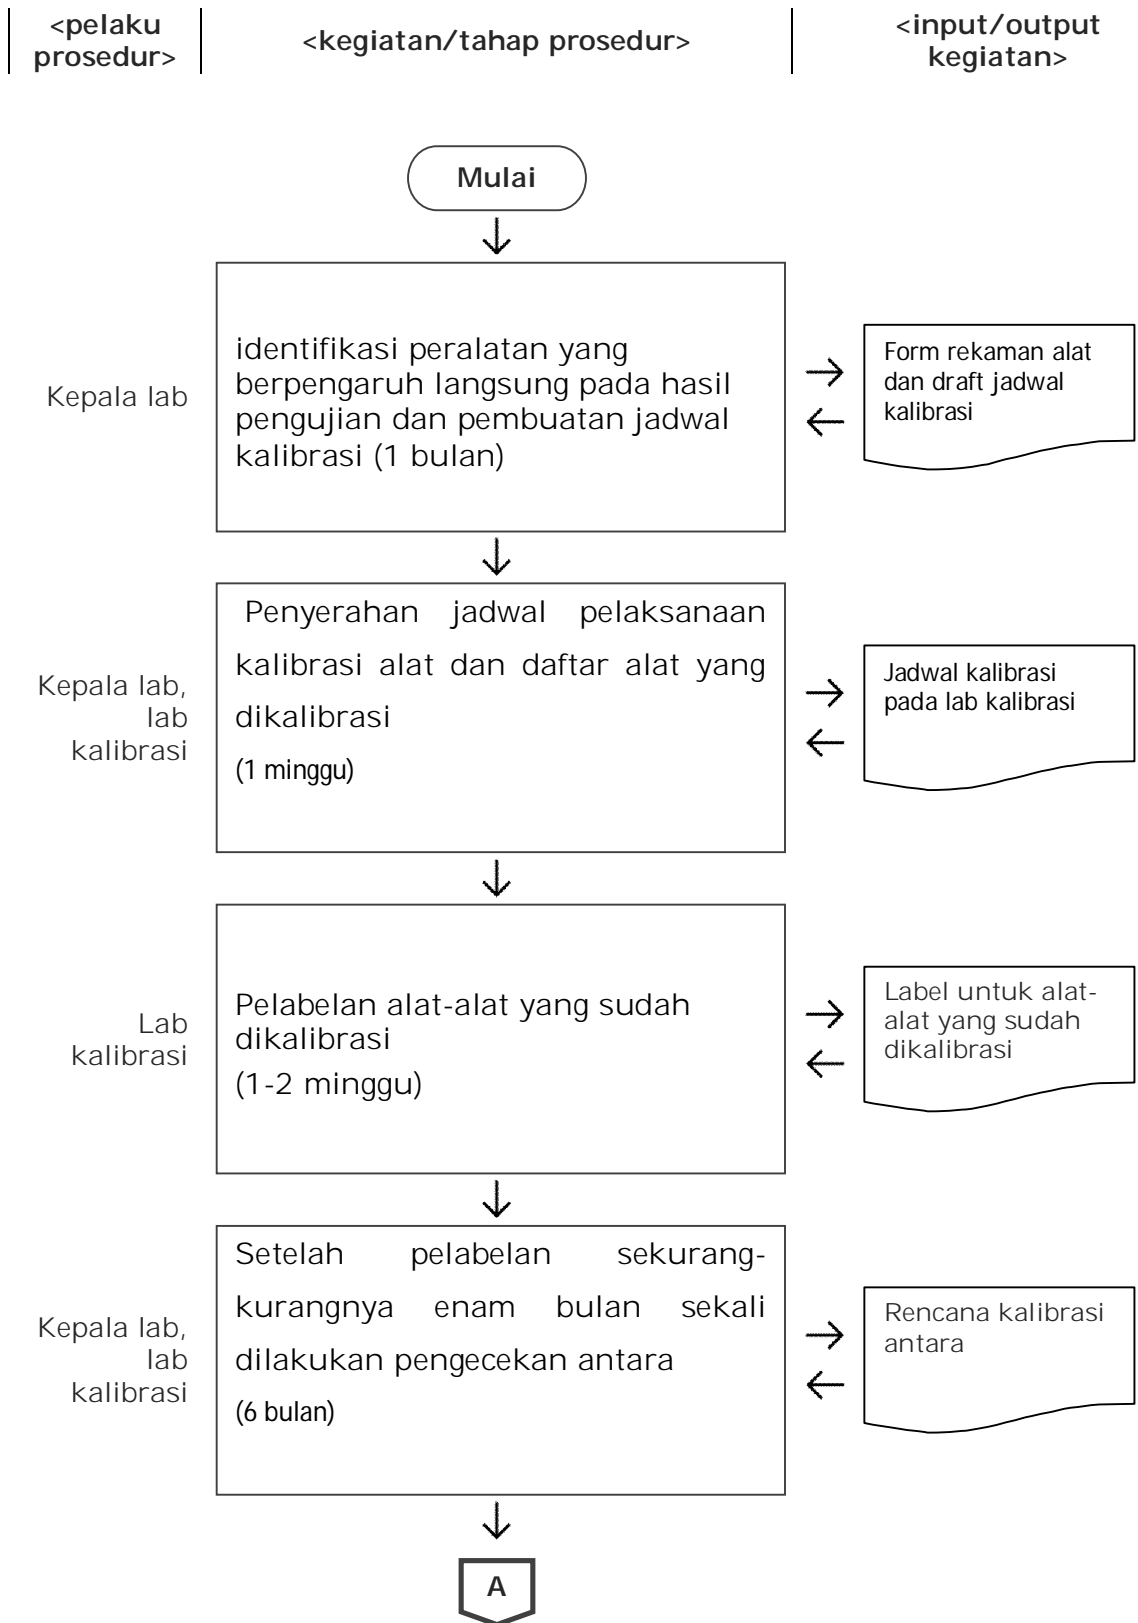 <pelaku
prosedur>
<kegiatan/tahap prosedur>
<input/output
kegiatan>
Mulai
Kepala lab
identifikasi peralatan yang
berpengaruh langsung pada hasil
pengujian dan pembuatan jadwal
kalibrasi (1 bulan)
Form rekaman alat
dan draft jadwal
kalibrasi
Kepala lab,
lab
kalibrasi
Penyerahan jadwal pelaksanaan
kalibrasi alat dan daftar alat yang
dikalibrasi
(1 minggu)
Jadwal kalibrasi
pada lab kalibrasi
Lab
kalibrasi
Pelabelan alat-alat yang sudah
dikalibrasi
(1-2 minggu)
Label untuk alat-
alat yang sudah
dikalibrasi
Kepala lab,
lab
kalibrasi
Setelah pelabelan sekurang-
kurangnya enam bulan sekali
dilakukan pengecekan antara
(6 bulan)
Rencana kalibrasi
antara
A